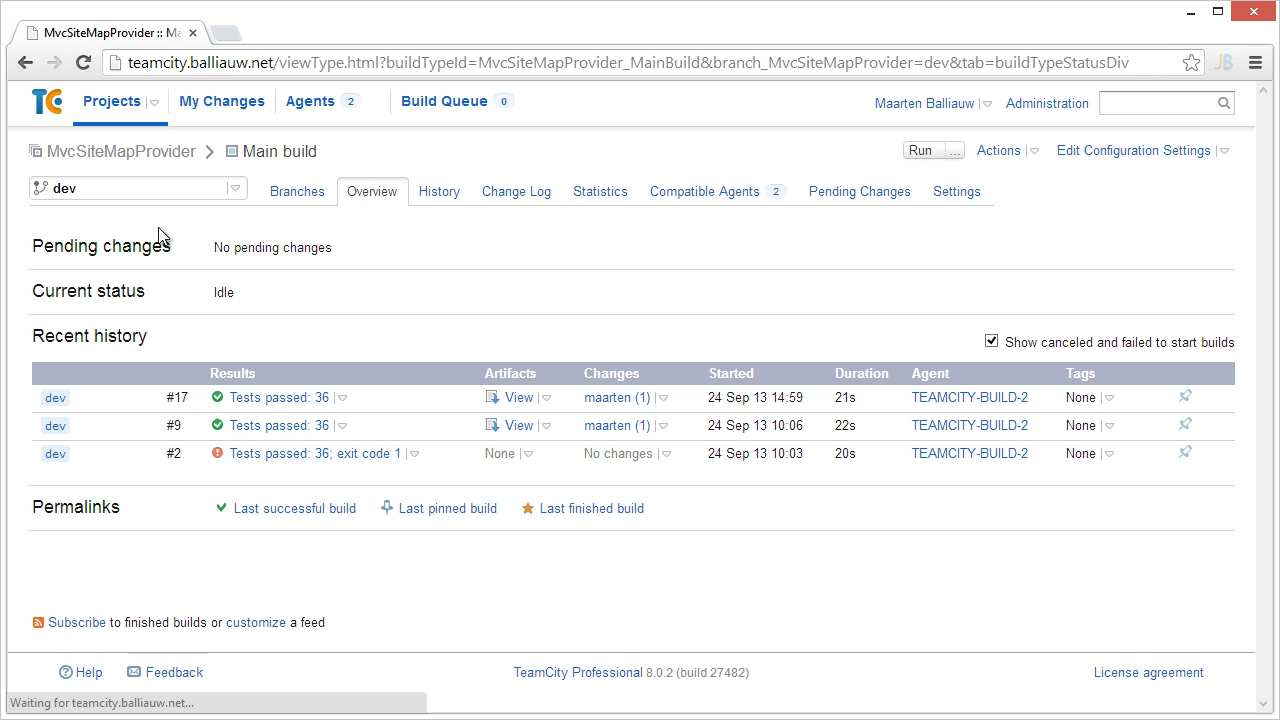 MvcSiteMapProvider :: Ma
teamcity.balliauw.net/viewType.html?buildTypeId=MvcSiteMapProvider_MainBuild&branch_MvcSiteMapProvider=dev&tab=buildTypeStatusDiv
JB
TC Projects My Changes Agents 2 Build Queue 0 Maarten Balliauw Administration
MvcSiteMapProvider Main build Run ... Actions Edit Configuration Settings
dev Branches Overview History Change Log Statistics Compatible Agents 2 Pending Changes Settings
Pending changes No pending changes
Current status Idle
Recent history
Show canceled and failed to start builds
Results Artifacts Changes Started Duration Agent Tags
dev #17 Tests passed: 36 View maarten (1) 24 Sep 13 14:59 21s TEAMCITY-BUILD-2 None
dev #9 Tests passed: 36 View maarten (1) 24 Sep 13 10:06 22s TEAMCITY-BUILD-2 None
dev #2 Tests passed: 36; exit code 1 None No changes 24 Sep 13 10:03 20s TEAMCITY-BUILD-2 None
Permalinks Last successful build Last pinned build Last finished build
Subscribe to finished builds or customize a feed
Help Feedback TeamCity Professional 8.0.2 (build 27482) License agreement
Waiting for teamcity.balliauw.net...